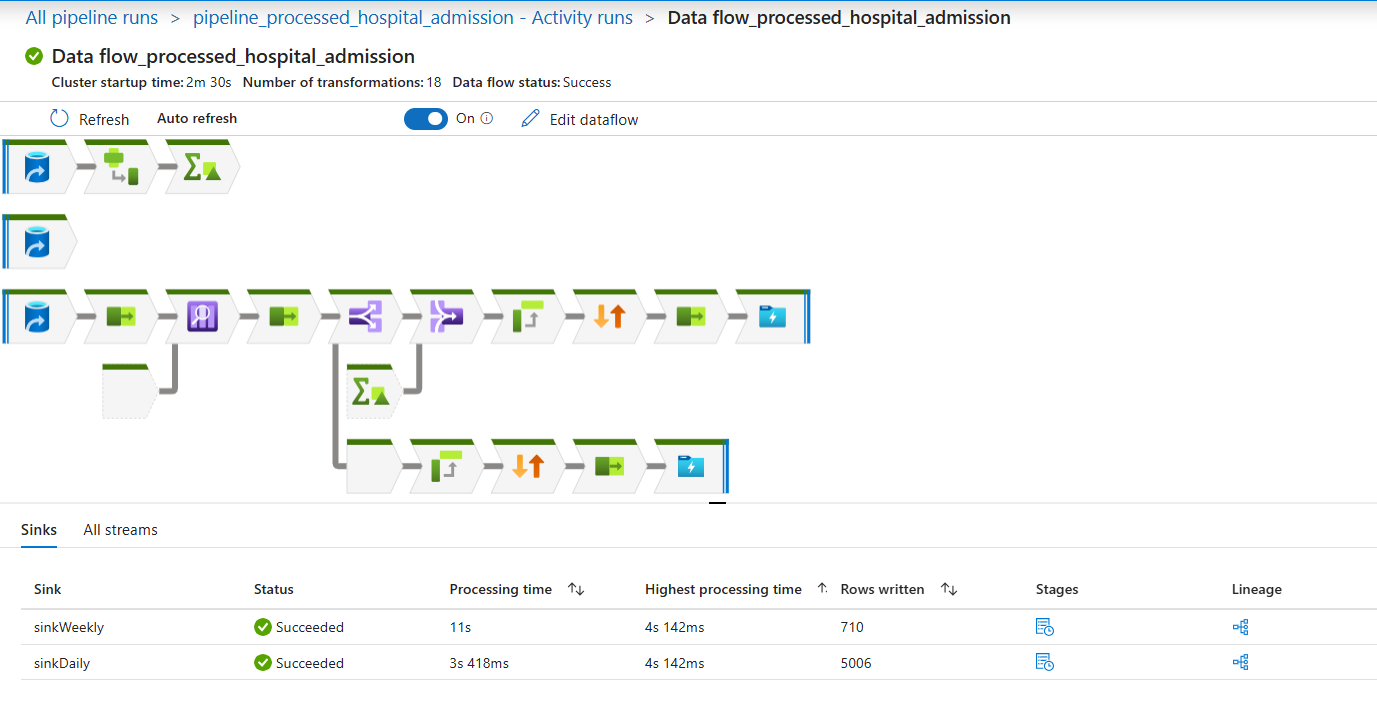 All pipeline runs > pipeline_processed_hospital_admission - Activity runs > Data flow_processed_hospital_admission
Data flow_processed_hospital_admission
Cluster startup time: 2m 30s Number of transformations: 18 Data flow status: Success
Refresh Auto refresh On Edit dataflow
Sinks All streams
Sink Status Processing time Highest processing time Rows written Stages Lineage
sinkWeekly Succeeded 11s 4s 142ms 710
sinkDaily Succeeded 3s 418ms 4s 142ms 5006